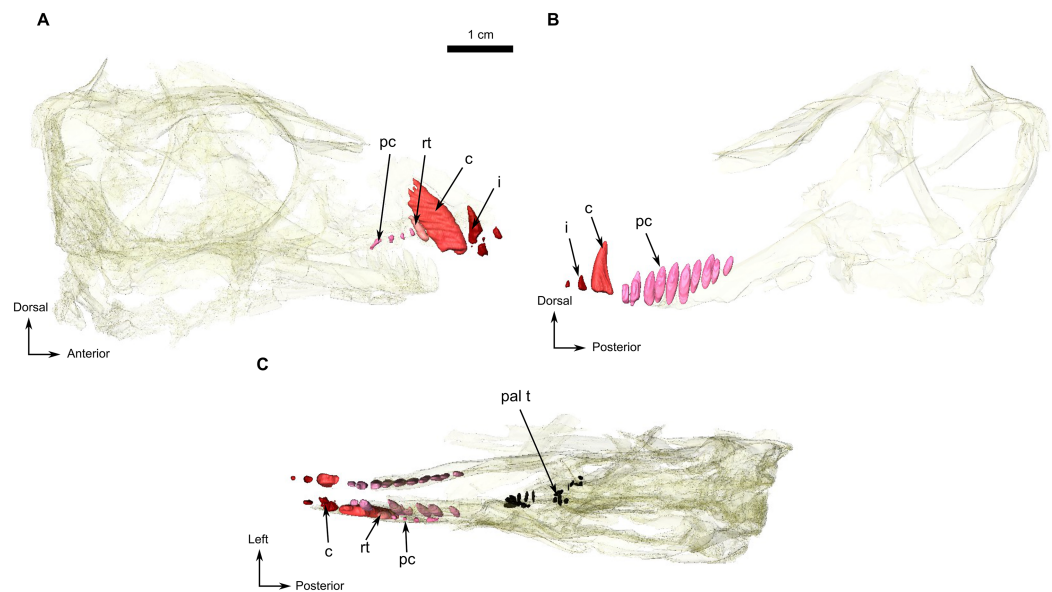 A
B
1 cm
pc
rt
c
i
c
i
pc
Dorsal
Anterior
Dorsal
Posterior
C
pal t
Left
c
rt
pc
Posterior